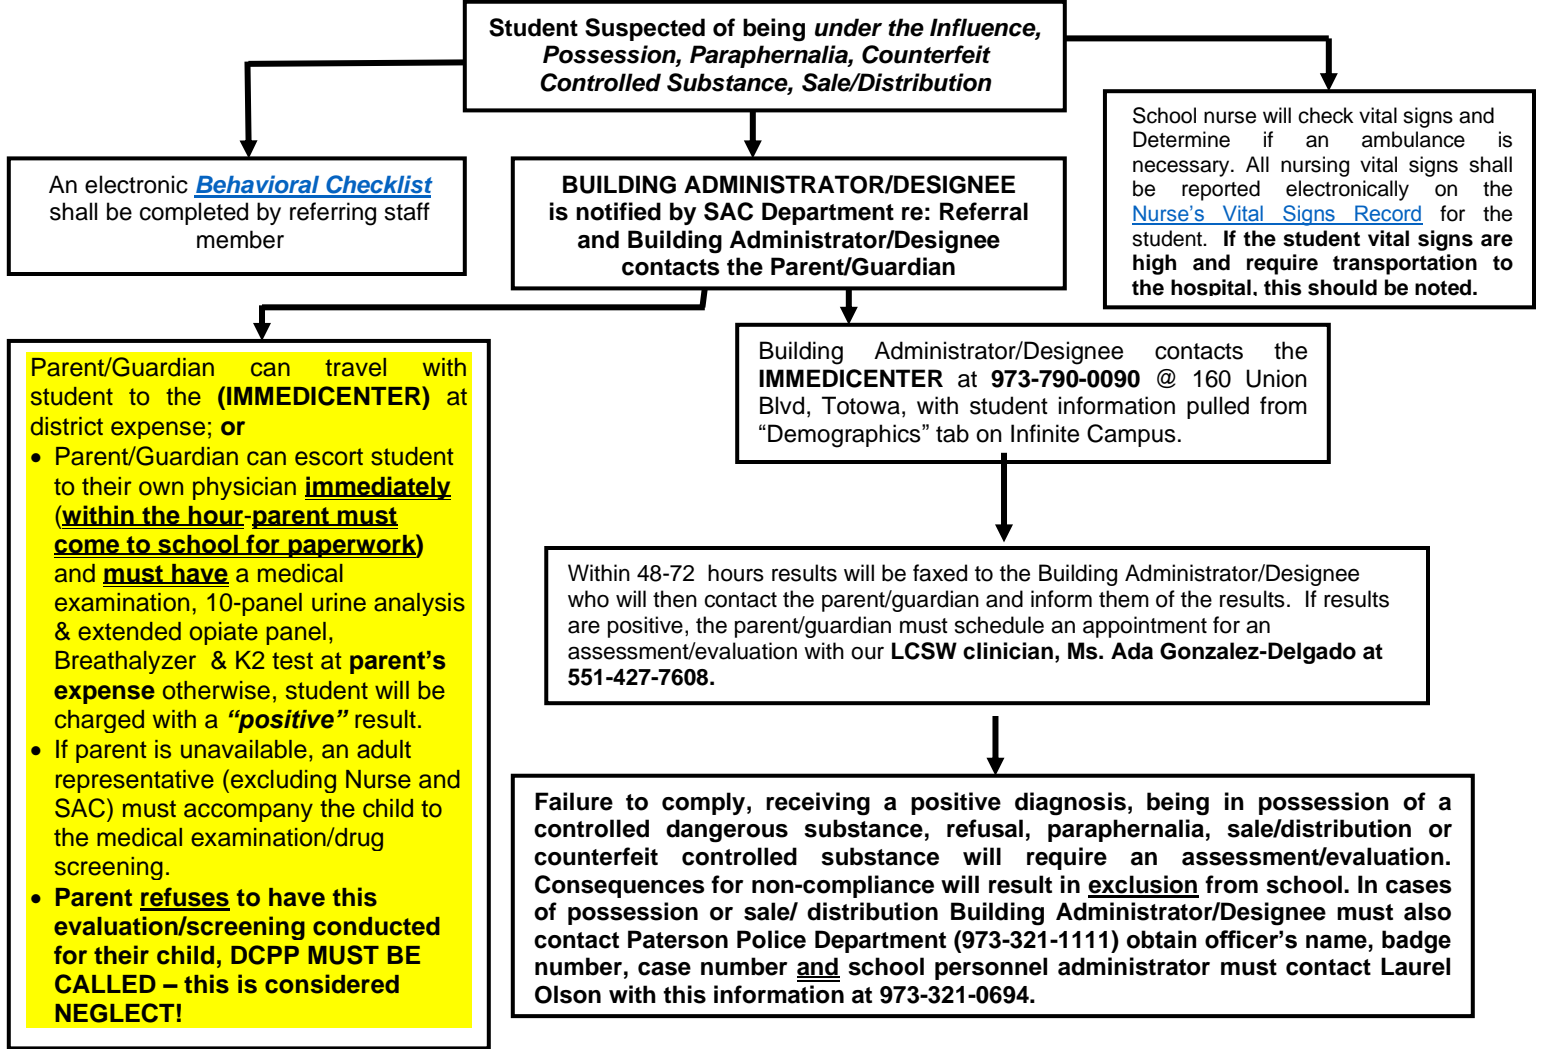 Student Suspected of being under the Influence,
Possession, Paraphernalia, Counterfeit
Controlled Substance, Sale/Distribution
An electronic Behavioral Checklist
shall be completed by referring staff
member
BUILDING ADMINISTRATOR/DESIGNEE
is notified by SAC Department re: Referral
and Building Administrator/Designee
contacts the Parent/Guardian
School nurse will check vital signs and
Determine if an ambulance is
necessary. All nursing vital signs shall
be reported electronically on the
Nurse’s Vital Signs Record for the
student. If the student vital signs are
high and require transportation to
the hospital, this should be noted.
Parent/Guardian can travel with
student to the (IMMEDICENTER) at
district expense; or
• Parent/Guardian can escort student
to their own physician immediately
(within the hour-parent must
come to school for paperwork)
and must have a medical
examination, 10-panel urine analysis
& extended opiate panel,
Breathalyzer & K2 test at parent’s
expense otherwise, student will be
charged with a “positive” result.
• If parent is unavailable, an adult
representative (excluding Nurse and
SAC) must accompany the child to
the medical examination/drug
screening.
• Parent refuses to have this
evaluation/screening conducted
for their child, DCPP MUST BE
CALLED – this is considered
NEGLECT!
Building Administrator/Designee contacts the
IMMEDICENTER at 973-790-0090 @ 160 Union
Blvd, Totowa, with student information pulled from
“Demographics” tab on Infinite Campus.
Within 48-72 hours results will be faxed to the Building Administrator/Designee
who will then contact the parent/guardian and inform them of the results. If results
are positive, the parent/guardian must schedule an appointment for an
assessment/evaluation with our LCSW clinician, Ms. Ada Gonzalez-Delgado at
551-427-7608.
Failure to comply, receiving a positive diagnosis, being in possession of a
controlled dangerous substance, refusal, paraphernalia, sale/distribution or
counterfeit controlled substance will require an assessment/evaluation.
Consequences for non-compliance will result in exclusion from school. In cases
of possession or sale/ distribution Building Administrator/Designee must also
contact Paterson Police Department (973-321-1111) obtain officer’s name, badge
number, case number and school personnel administrator must contact Laurel
Olson with this information at 973-321-0694.